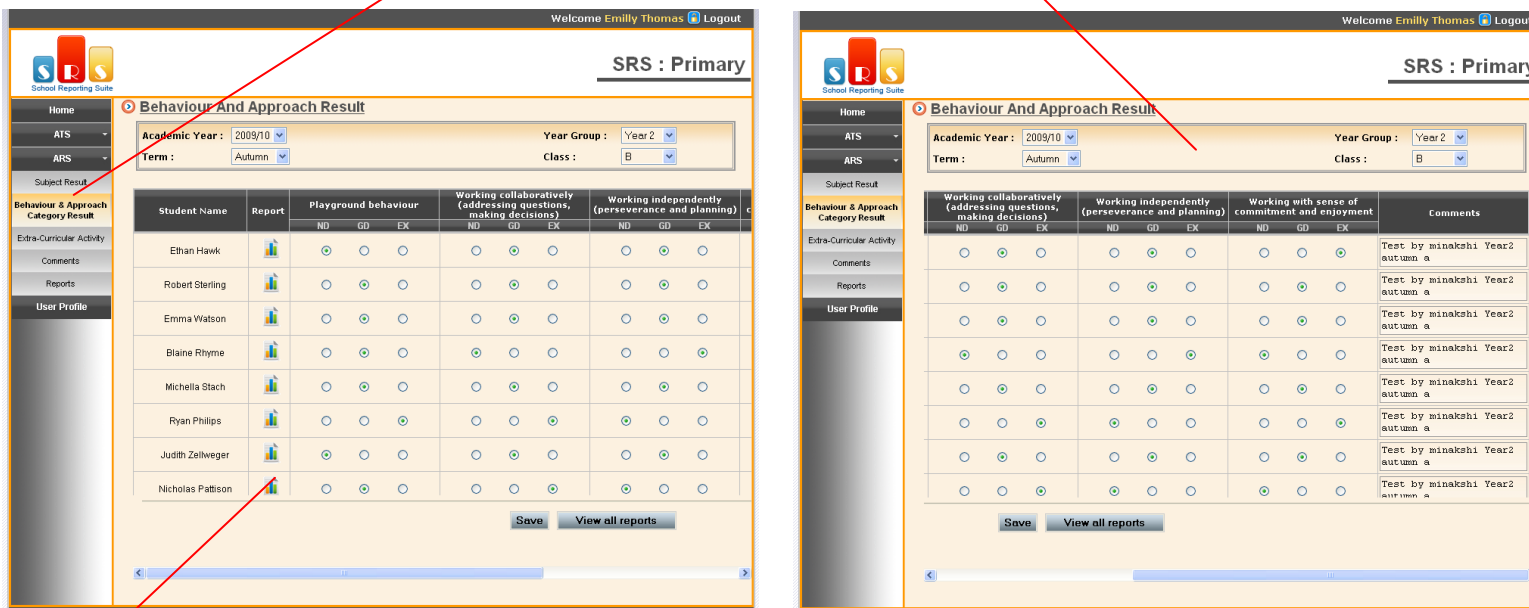 Welcome Emilly Thomas Logout
SRS
School Reporting Suite
SRS : Primary
Home
ATS
ARS
Subject Result
Behaviour & Approach
Category Result
Extra-Curricular Activity
Comments
Reports
User Profile
Behaviour And Approach Result
Academic Year : 2009/10 Year Group : Year 2
Term : Autumn Class : B
Student Name Report Playground behaviour Working collaboratively (addressing questions, making decisions) Working independently (perseverance and planning) c
ND GD EX ND GD EX ND GD EX
Ethan Hawk
Robert Sterling
Emma Watson
Blaine Rhyme
Michella Stach
Ryan Philips
Judith Zellweger
Nicholas Pattison
Save View all reports
Welcome Emilly Thomas Logout
SRS
School Reporting Suite
SRS : Primary
Home
ATS
ARS
Subject Result
Behaviour & Approach
Category Result
Extra-Curricular Activity
Comments
Reports
User Profile
Behaviour And Approach Result
Academic Year : 2009/10 Year Group : Year 2
Term : Autumn Class : B
Working collaboratively (addressing questions, making decisions) Working independently (perseverance and planning) Working with sense of commitment and enjoyment Comments
ND GD EX ND GD EX ND GD EX
Test by minakshi Year2
autumn a
Test by minakshi Year2
autumn a
Test by minakshi Year2
autumn a
Test by minakshi Year2
autumn a
Test by minakshi Year2
autumn a
Test by minakshi Year2
autumn a
Test by minakshi Year2
autumn a
Test by minakshi Year2
autumn a
Save View all reports